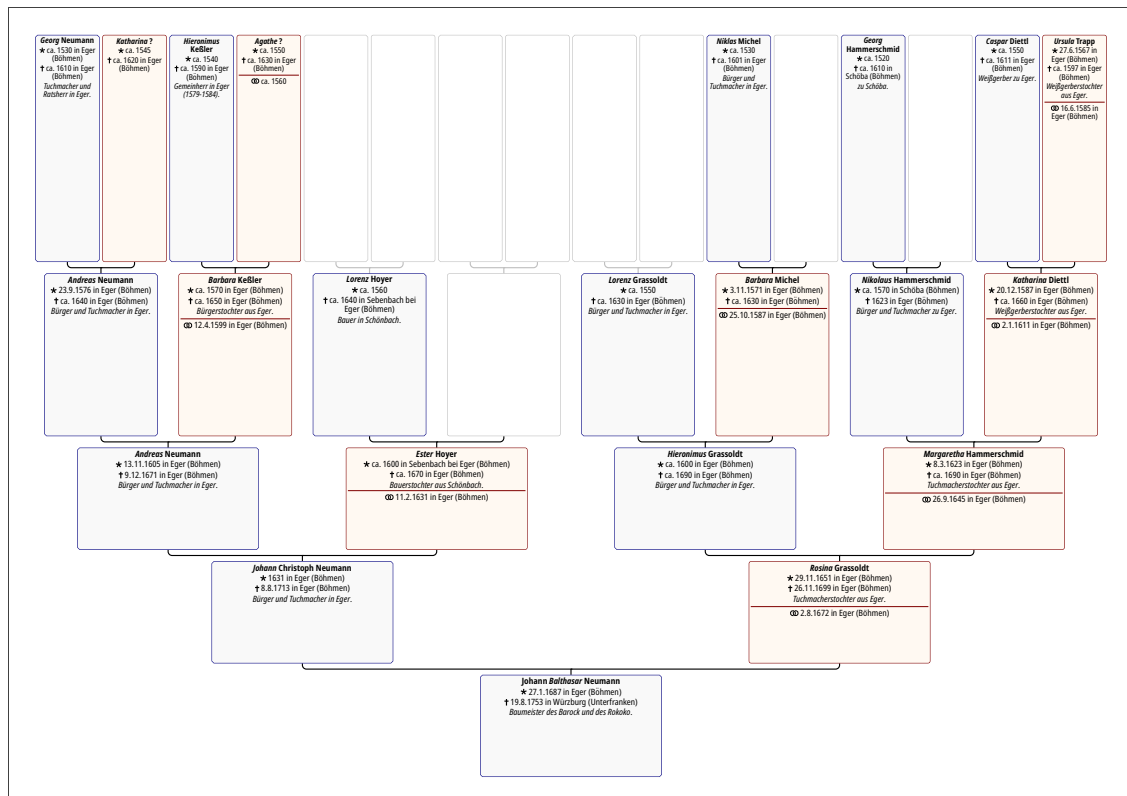 Georg Neumann
★ ca. 1530 in Eger
(Böhmen)
† ca. 1610 in Eger
(Böhmen)
Tuchmacher und
Ratsherr in Eger.
Katharina ?
★ ca. 1545
† ca. 1620 in Eger
(Böhmen)
Hieronimus
Keßler
★ ca. 1540
† ca. 1590 in Eger
(Böhmen)
Gemeinherr in Eger
(1579-1584).
Agathe ?
★ ca. 1550
† ca. 1630 in Eger
(Böhmen)
⚭ ca. 1560
Niklas Michel
★ ca. 1530
† ca. 1601 in Eger
(Böhmen)
Bürger und
Tuchmacher in Eger.
Georg
Hammerschmid
★ ca. 1520
† ca. 1610 in
Schöba (Böhmen)
zu Schöba.
Caspar Diettl
★ ca. 1550
† ca. 1611 in Eger
(Böhmen)
Weißgerber zu Eger.
Ursula Trapp
★ 27.6.1567 in
Eger (Böhmen)
† ca. 1597 in Eger
(Böhmen)
Weißgerberstochter
aus Eger.
⚭ 16.6.1585 in
Eger (Böhmen)
Andreas Neumann
★ 23.9.1576 in Eger (Böhmen)
† ca. 1640 in Eger (Böhmen)
Bürger und Tuchmacher in Eger.
Barbara Keßler
★ ca. 1570 in Eger (Böhmen)
† ca. 1650 in Eger (Böhmen)
Bürgerstochter aus Eger.
⚭ 12.4.1599 in Eger (Böhmen)
Lorenz Hoyer
★ ca. 1560
† ca. 1640 in Sebenbach bei
Eger (Böhmen)
Bauer in Schönbach.
Lorenz Grassoldt
★ ca. 1550
† ca. 1630 in Eger (Böhmen)
Bürger und Tuchmacher in Eger.
Barbara Michel
★ 3.11.1571 in Eger (Böhmen)
† ca. 1630 in Eger (Böhmen)
⚭ 25.10.1587 in Eger (Böhmen)
Nikolaus Hammerschmid
★ ca. 1570 in Schöba (Böhmen)
† 1623 in Eger (Böhmen)
Bürger und Tuchmacher zu Eger.
Katharina Diettl
★ 20.12.1587 in Eger (Böhmen)
† ca. 1660 in Eger (Böhmen)
Weißgerberstochter aus Eger.
⚭ 2.1.1611 in Eger (Böhmen)
Andreas Neumann
★ 13.11.1605 in Eger (Böhmen)
† 9.12.1671 in Eger (Böhmen)
Bürger und Tuchmacher in Eger.
Ester Hoyer
★ ca. 1600 in Sebenbach bei Eger (Böhmen)
† ca. 1670 in Eger (Böhmen)
Bauerstochter aus Schönbach.
⚭ 11.2.1631 in Eger (Böhmen)
Hieronimus Grassoldt
★ ca. 1600 in Eger (Böhmen)
† ca. 1690 in Eger (Böhmen)
Bürger und Tuchmacher in Eger.
Margaretha Hammerschmid
★ 8.3.1623 in Eger (Böhmen)
† ca. 1690 in Eger (Böhmen)
Tuchmacherstochter aus Eger.
⚭ 26.9.1645 in Eger (Böhmen)
Johann Christoph Neumann
★ 1631 in Eger (Böhmen)
† 8.8.1713 in Eger (Böhmen)
Bürger und Tuchmacher in Eger.
Rosina Grassoldt
★ 29.11.1651 in Eger (Böhmen)
† 26.11.1699 in Eger (Böhmen)
Tuchmacherstochter aus Eger.
⚭ 2.8.1672 in Eger (Böhmen)
Johann Balthasar Neumann
★ 27.1.1687 in Eger (Böhmen)
† 19.8.1753 in Würzburg (Unterfranken)
Baumeister des Barock und des Rokoko.